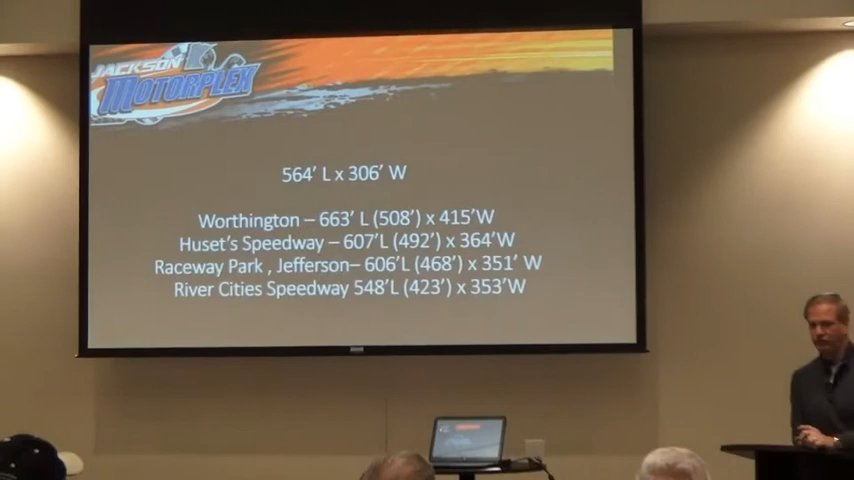 JACKSON
MOTORPLEX
564' L x 306' W
Worthington – 663' L (508') x 415'W
Huset's Speedway – 607'L (492') x 364'W
Raceway Park , Jefferson– 606'L (468') x 351' W
River Cities Speedway 548'L (423') x 353'W